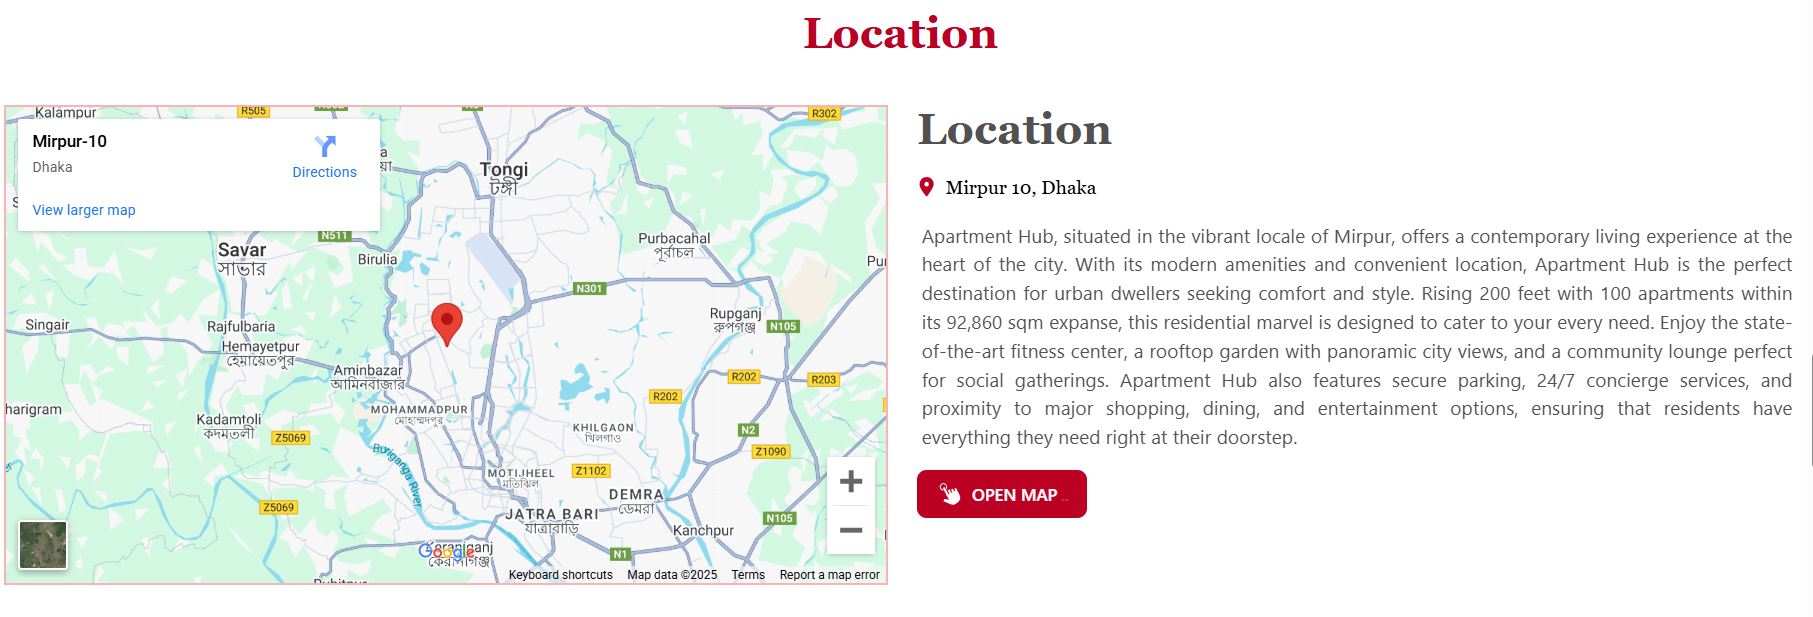 Location
Kalampur
R505
R302
Mirpur-10
Dhaka
Directions
View larger map
Tongi
টঙ্গী
Savar
সাভার
N511
Birulia
Purbacahal
পূর্বাচল
N301
Singair
Rajfulbaria
Hemayetpur
হেমায়েতপুর
Rupganj
রুপগঞ্জ
N105
Aminbazar
আমিনবাজার
R202
R203
R202
harigram
MOHAMMADPUR
মোহাম্মদপুর
Kadamtoli
কদমতলী
Z5069
KHILGAON
খিলগাও
N2
Z1090
Buriganga River
MOTIJHEEL
মতিঝিল
Z1102
DEMRA
ডেমরা
Z5069
JATRA BARI
যাত্রাবাড়ি
N105
Kanchpur
Keraniganj
কেরানীগঞ্জ
Google
N1
Keyboard shortcuts Map data ©2025 Terms Report a map error
Location
Mirpur 10, Dhaka
Apartment Hub, situated in the vibrant locale of Mirpur, offers a contemporary living experience at the
heart of the city. With its modern amenities and convenient location, Apartment Hub is the perfect
destination for urban dwellers seeking comfort and style. Rising 200 feet with 100 apartments within
its 92,860 sqm expanse, this residential marvel is designed to cater to your every need. Enjoy the state-
of-the-art fitness center, a rooftop garden with panoramic city views, and a community lounge perfect
for social gatherings. Apartment Hub also features secure parking, 24/7 concierge services, and
proximity to major shopping, dining, and entertainment options, ensuring that residents have
everything they need right at their doorstep.
OPEN MAP ...